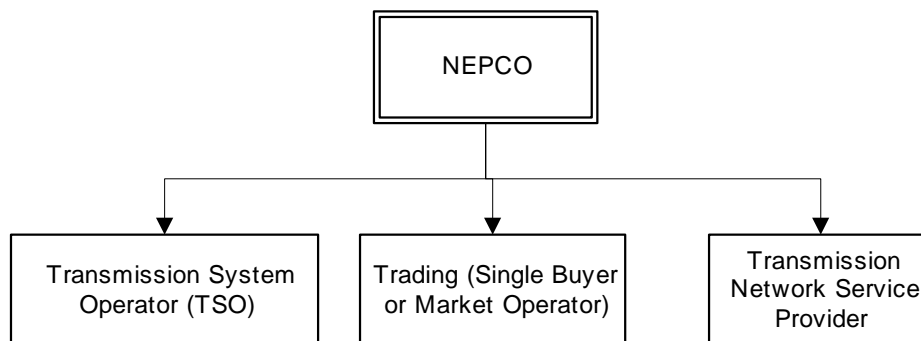 NEPCO
Transmission System
Operator (TSO)
Trading (Single Buyer
or Market Operator)
Transmission
Network Service
Provider